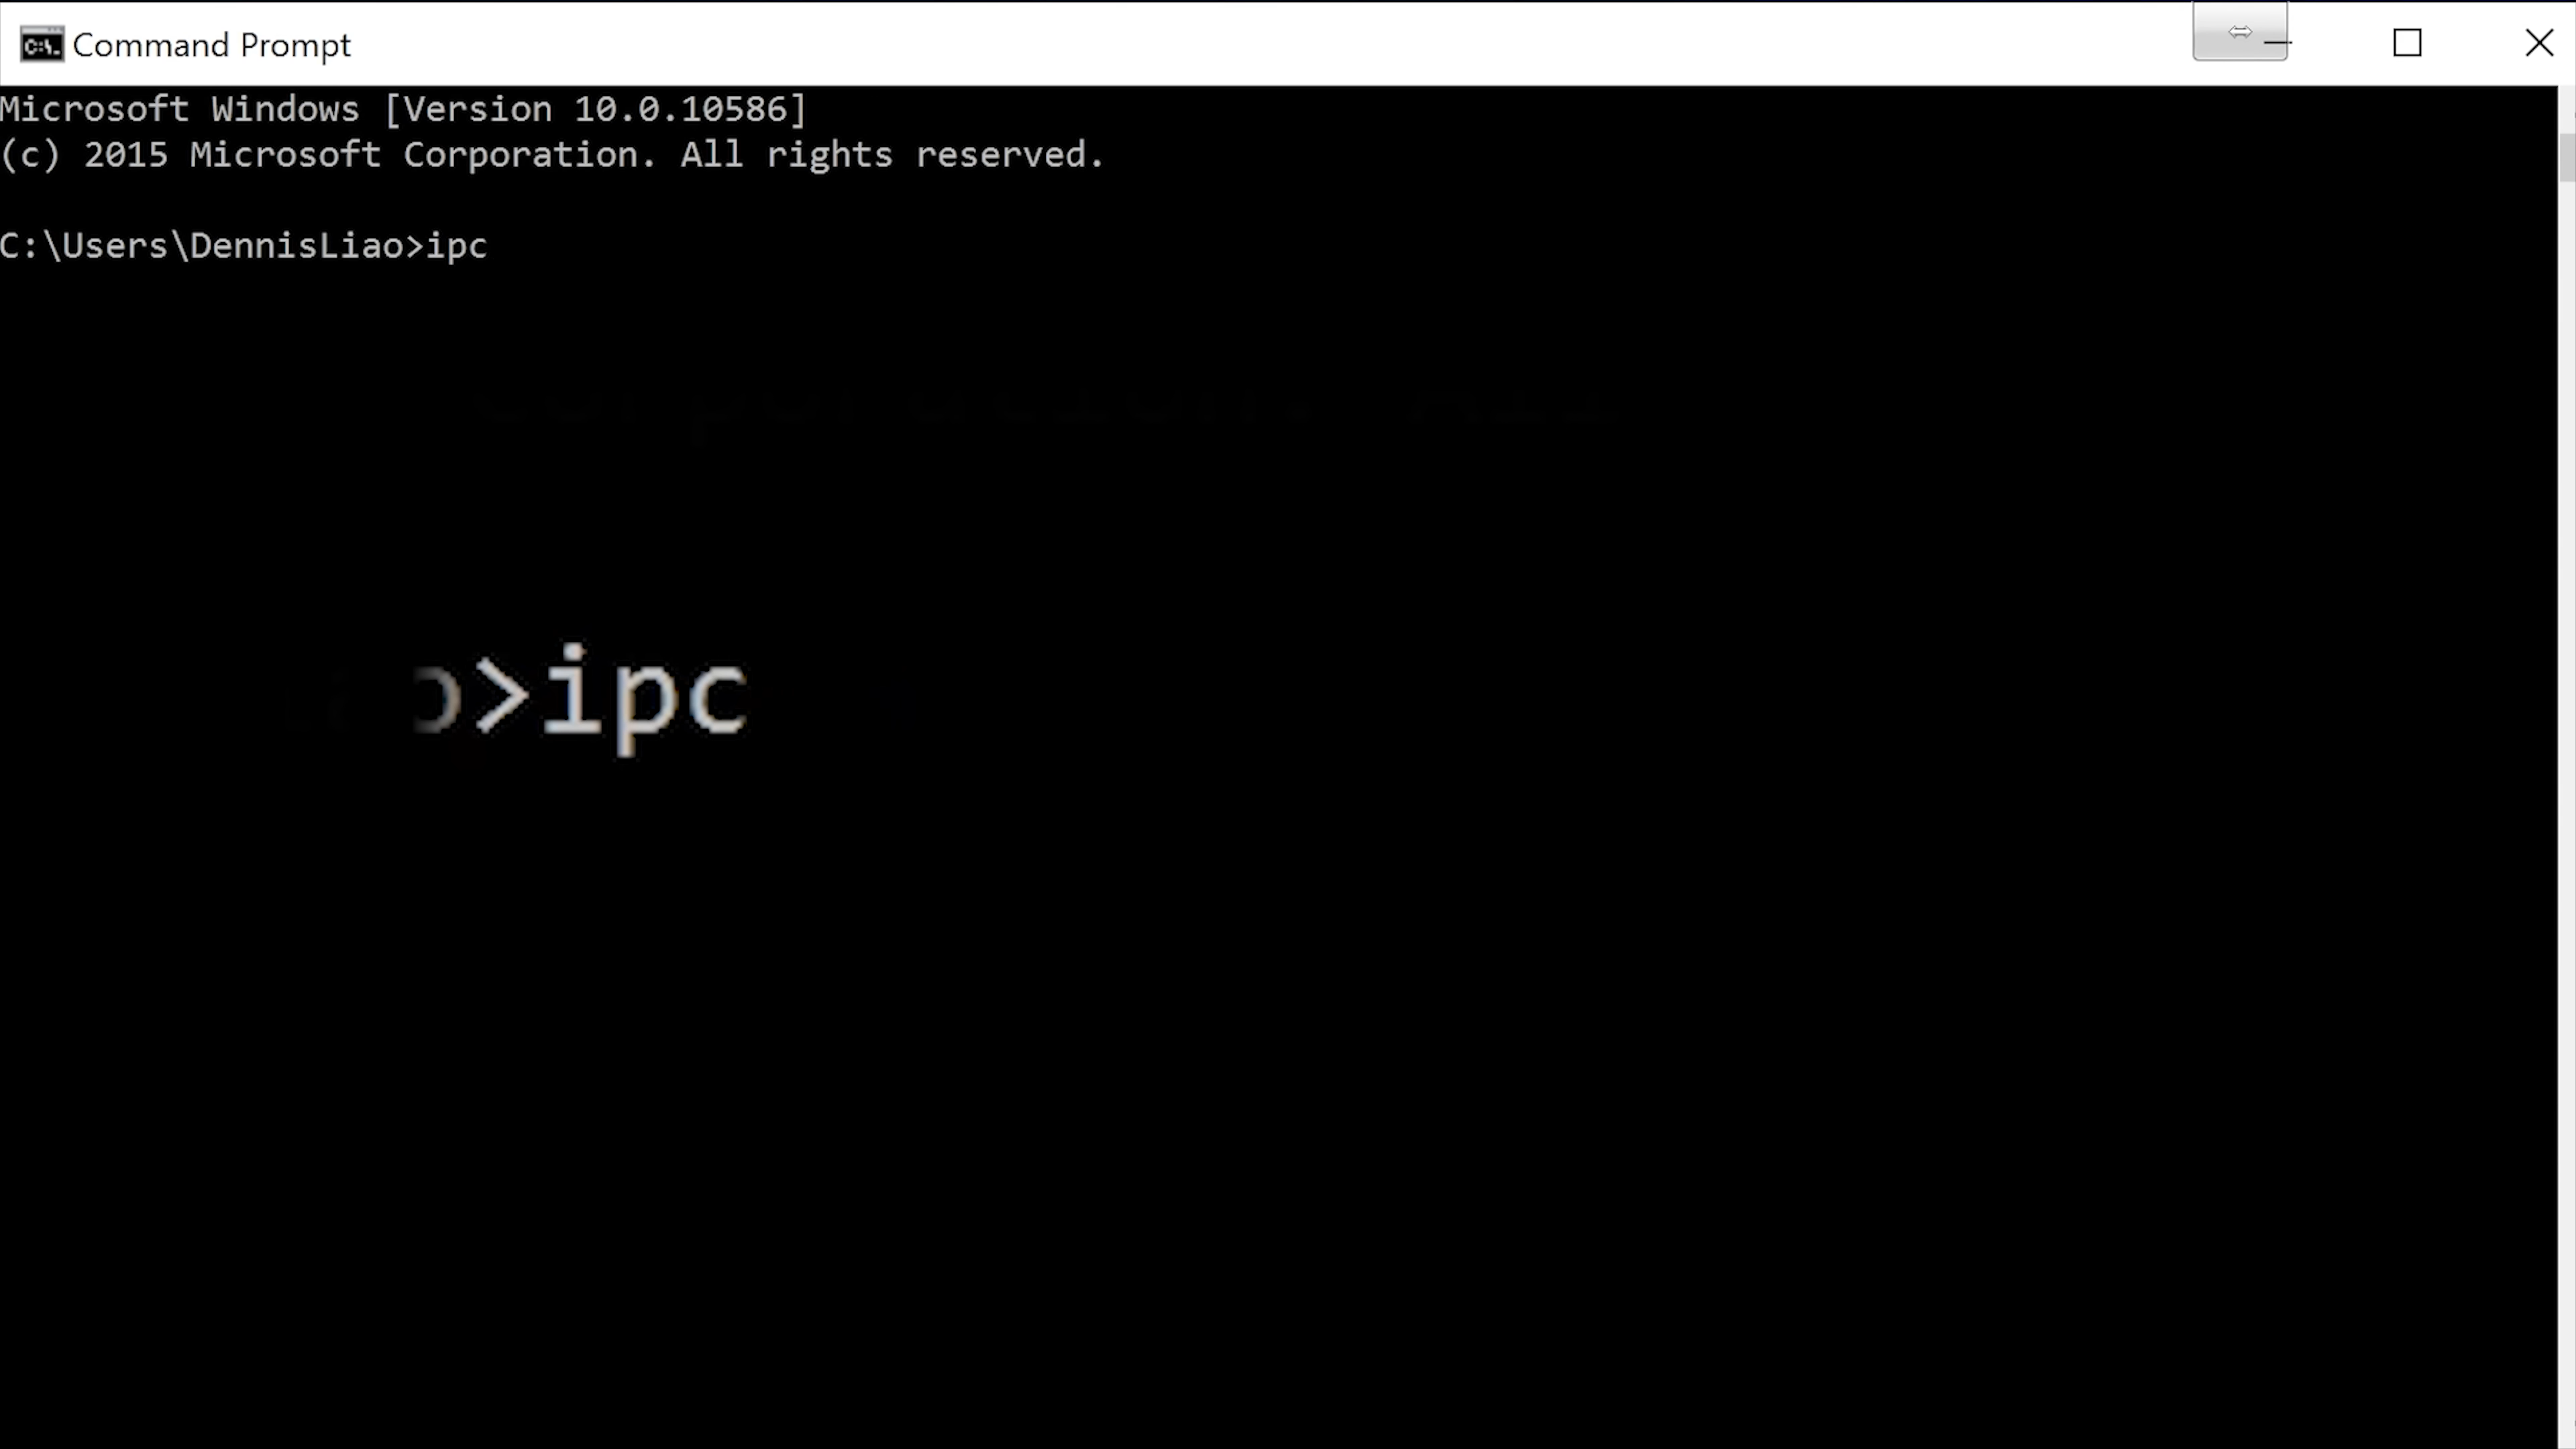 Command Prompt
Microsoft Windows [Version 10.0.10586]
(c) 2015 Microsoft Corporation. All rights reserved.
C:\Users\DennisLiao>ipc
o>ipc